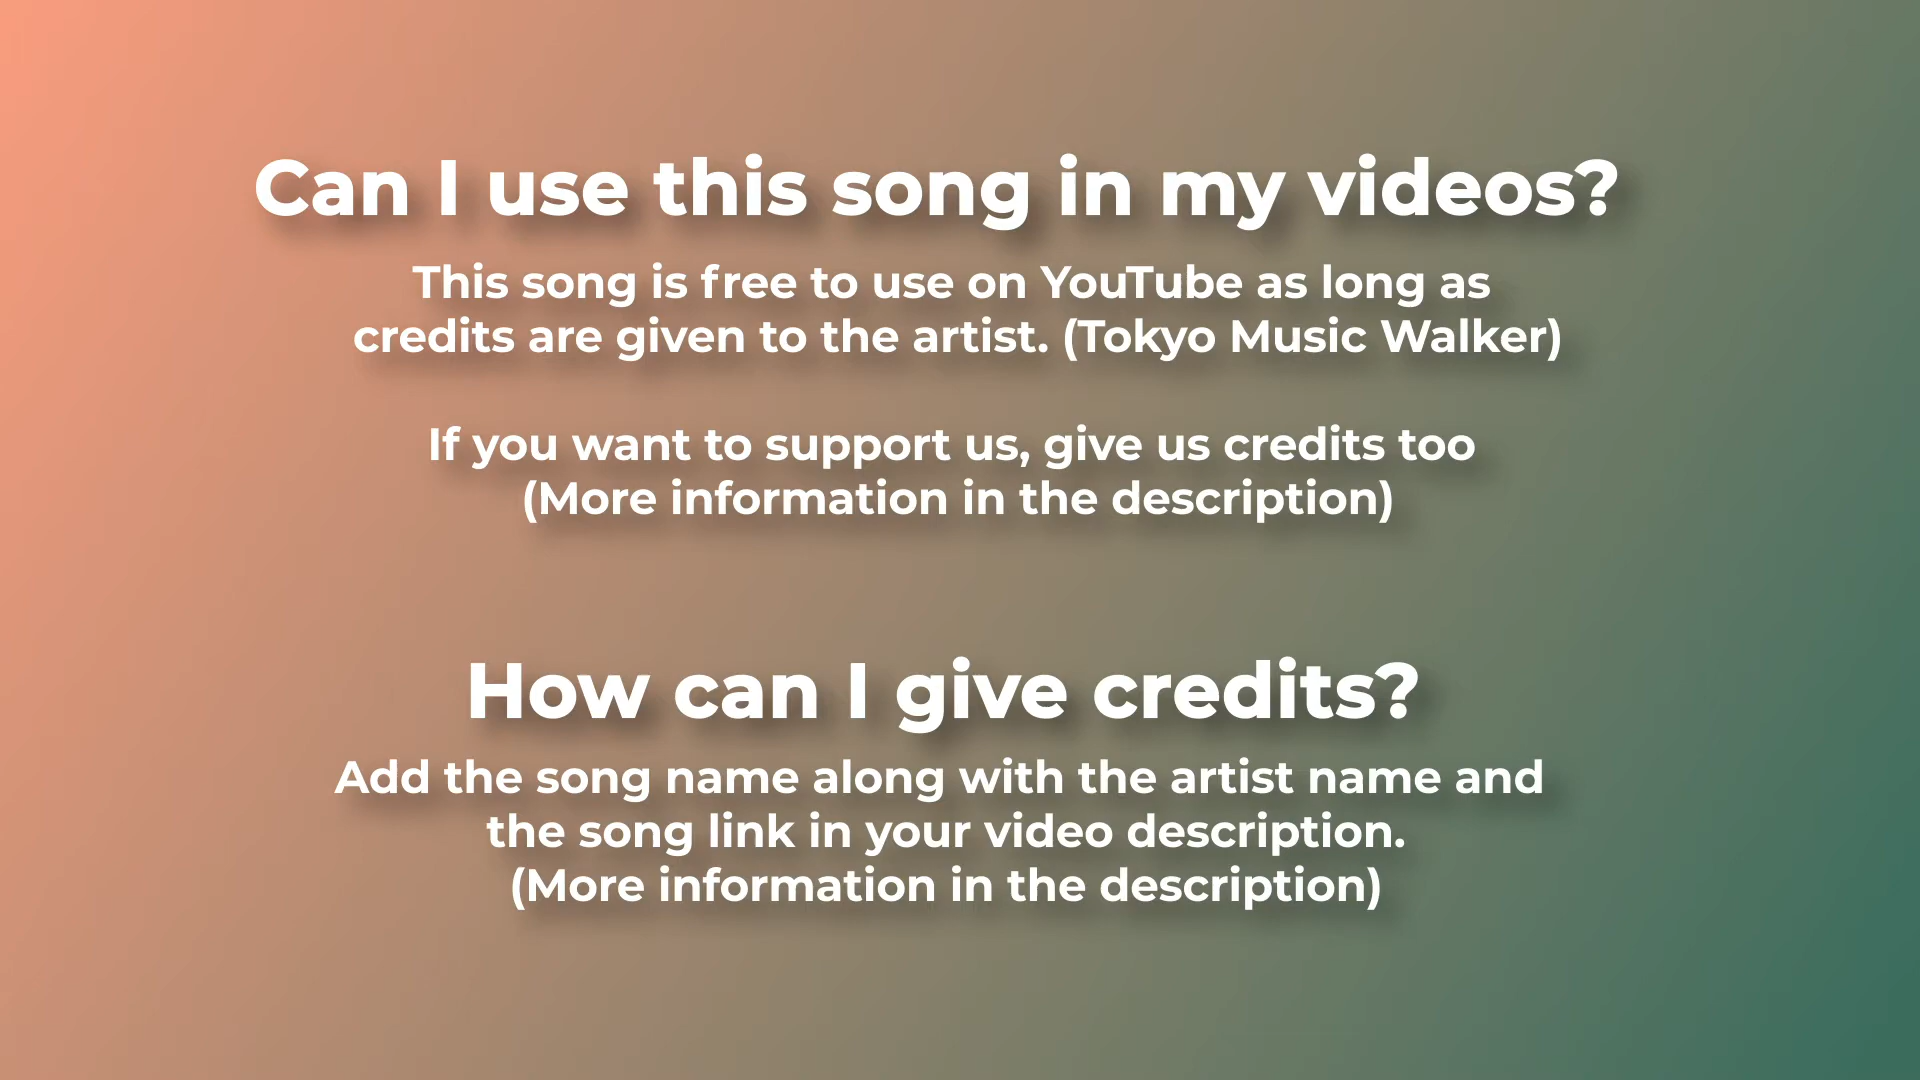 Can I use this song in my videos?
This song is free to use on YouTube as long as
credits are given to the artist. (Tokyo Music Walker)
If you want to support us, give us credits too
(More information in the description)
How can I give credits?
Add the song name along with the artist name and
the song link in your video description.
(More information in the description)